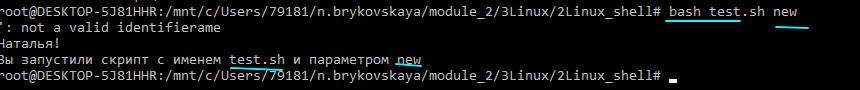 root@DESKTOP-5J81HHR:/mnt/c/Users/79181/n.brykovskaya/module_2/3Linux/2Linux_shell# bash test.sh new
': not a valid identifierame
Наталья!
Вы запустили скрипт с именем test.sh и параметром new
root@DESKTOP-5J81HHR:/mnt/c/Users/79181/n.brykovskaya/module_2/3Linux/2Linux_shell#